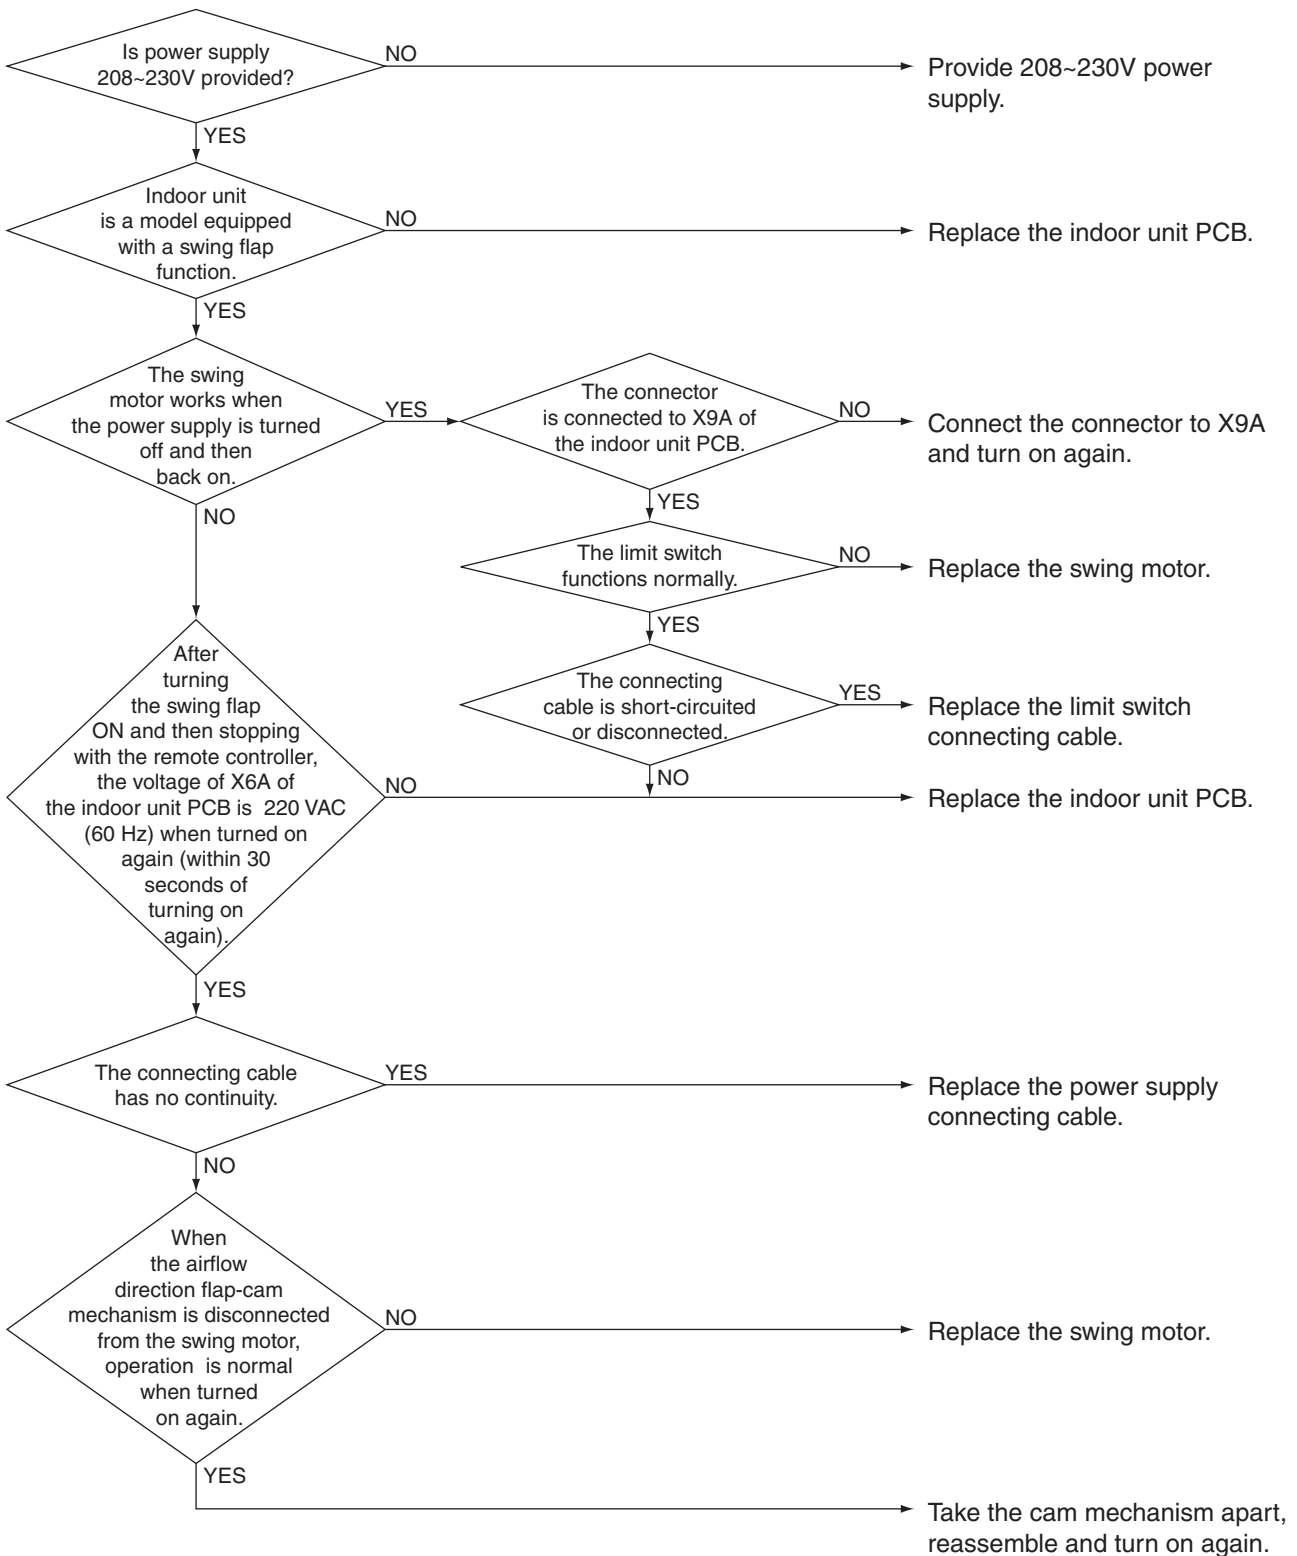 Is power supply
208~230V provided?
NO
Provide 208~230V power
supply.
YES
Indoor unit
is a model equipped
with a swing flap
function.
NO
Replace the indoor unit PCB.
YES
The swing
motor works when
the power supply is turned
off and then
back on.
YES
The connector
is connected to X9A of
the indoor unit PCB.
NO
Connect the connector to X9A
and turn on again.
YES
NO
The limit switch
functions normally.
NO
Replace the swing motor.
YES
The connecting
cable is short-circuited
or disconnected.
YES
Replace the limit switch
connecting cable.
NO
After
turning
the swing flap
ON and then stopping
with the remote controller,
the voltage of X6A of
the indoor unit PCB is 220 VAC
(60 Hz) when turned on
again (within 30
seconds of
turning on
again).
NO
Replace the indoor unit PCB.
YES
The connecting cable
has no continuity.
YES
Replace the power supply
connecting cable.
NO
When
the airflow
direction flap-cam
mechanism is disconnected
from the swing motor,
operation is normal
when turned
on again.
NO
Replace the swing motor.
YES
Take the cam mechanism apart,
reassemble and turn on again.